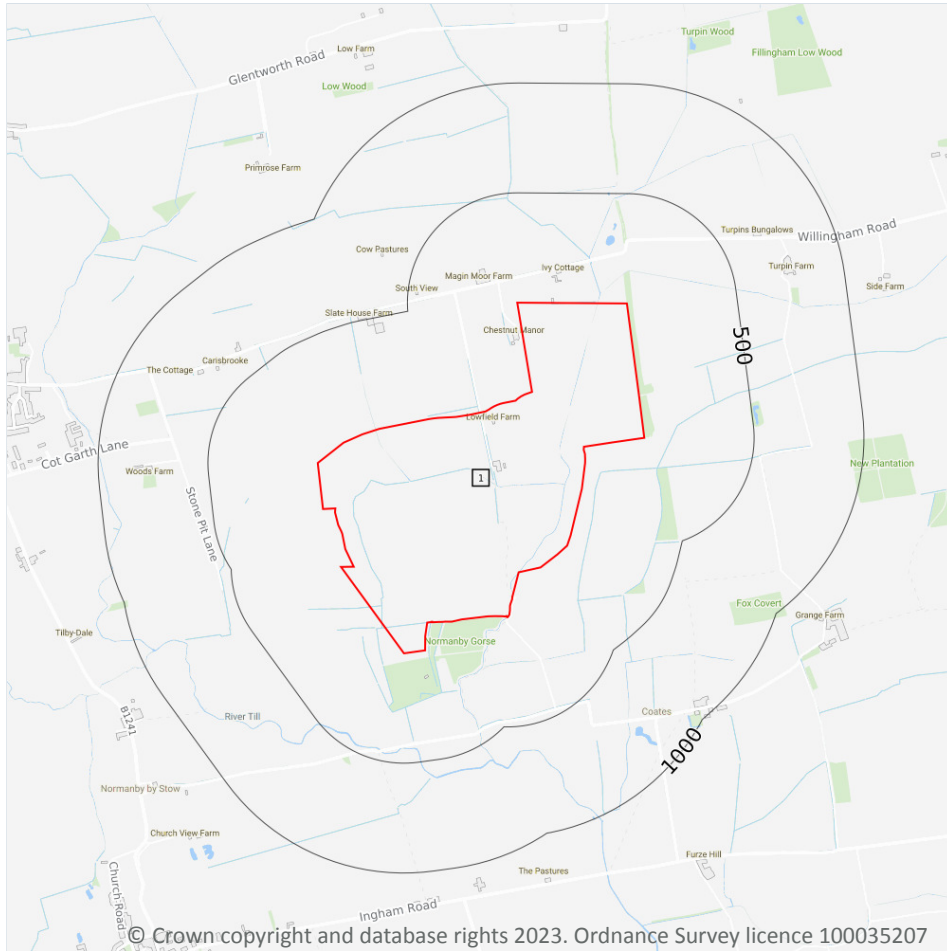 Turpin Wood
Low Farm
Fillingham Low Wood
Glentworth Road
Low Wood
Primrose Farm
Turpins Bungalows
Willingham Road
Cow Pastures
Ivy Cottage
Turpin Farm
Magin Moor Farm
South View
Side Farm
Slate House Farm
Chestnut Manor
500
Carisbrooke
The Cottage
Lowfield Farm
Cot Garth Lane
Woods Farm
New Plantation
1
Stone Pit Lane
Fox Covert
Grange Farm
Tilby-Dale
Normanby Gorse
River Till
B1241
Coates
1000
Normanby by Stow
Church View Farm
Furze Hill
Church Road
The Pastures
Ingham Road
© Crown copyright and database rights 2023. Ordnance Survey licence 100035207